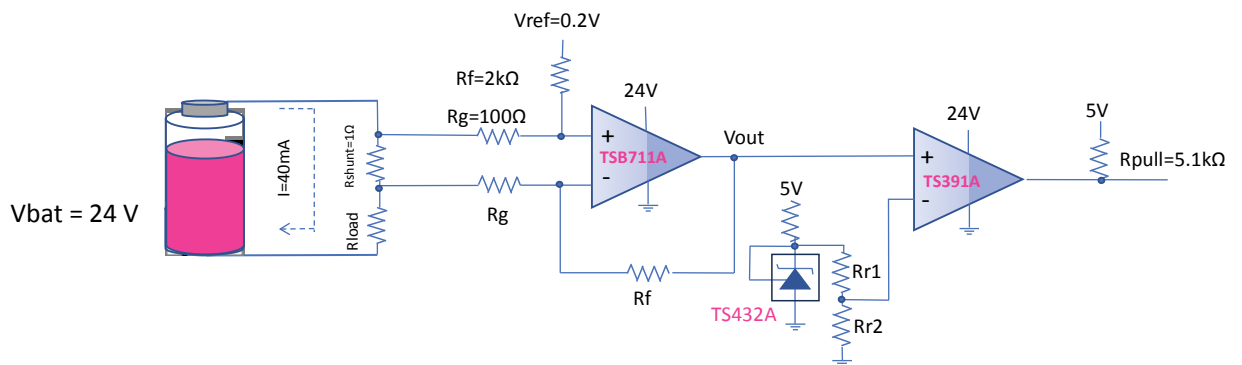 Vref=0.2V
Rf=2kΩ
Rg=100Ω
24V
+
-
TSB711A
Vout
24V
+
-
TS391A
5V
Rpull=5.1kΩ
Vbat = 24 V
I=40mA
Rshunt=1Ω
Rload
Rg
Rf
5V
TS432A
Rr1
Rr2